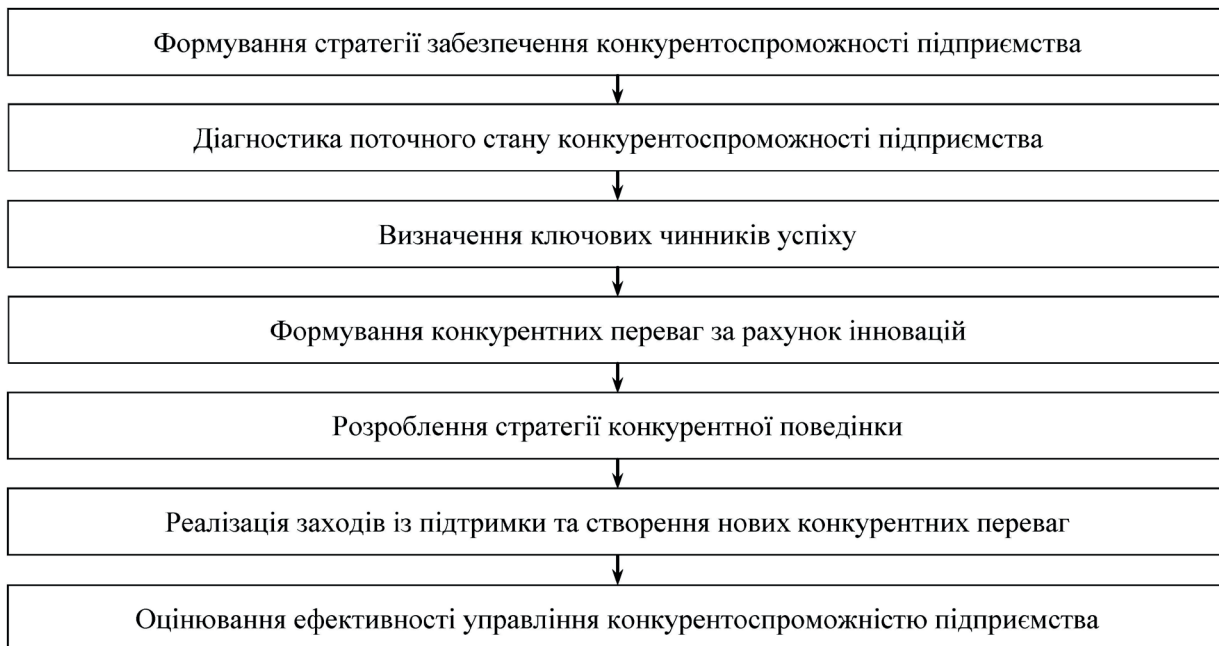 Формування стратегії забезпечення конкурентоспроможності підприємства
Діагностика поточного стану конкурентоспроможності підприємства
Визначення ключових чинників успіху
Формування конкурентних переваг за рахунок інновацій
Розроблення стратегії конкурентної поведінки
Реалізація заходів із підтримки та створення нових конкурентних переваг
Оцінювання ефективності управління конкурентоспроможністю підприємства